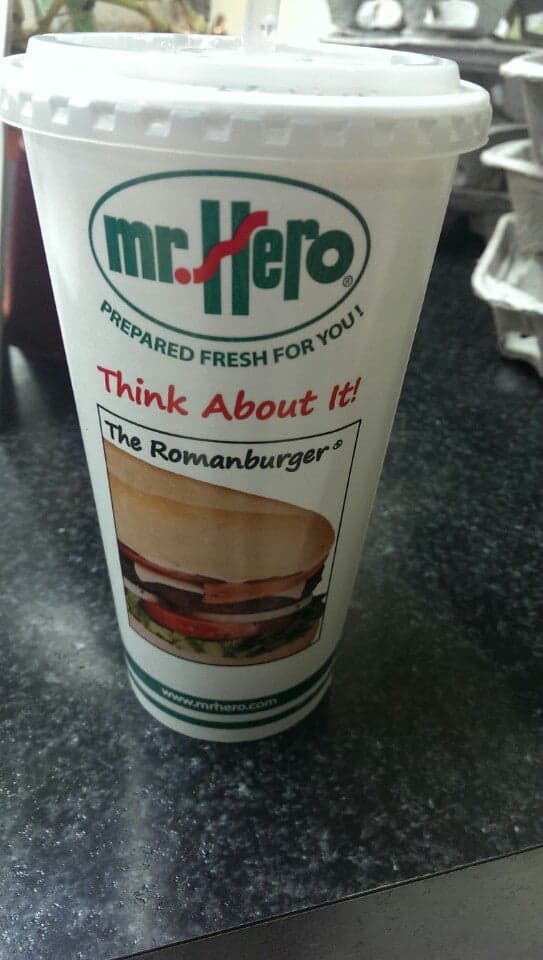 mr. Hero®
PREPARED FRESH FOR YOU!
Think About It!
The Romanburger®
www.mrhero.com